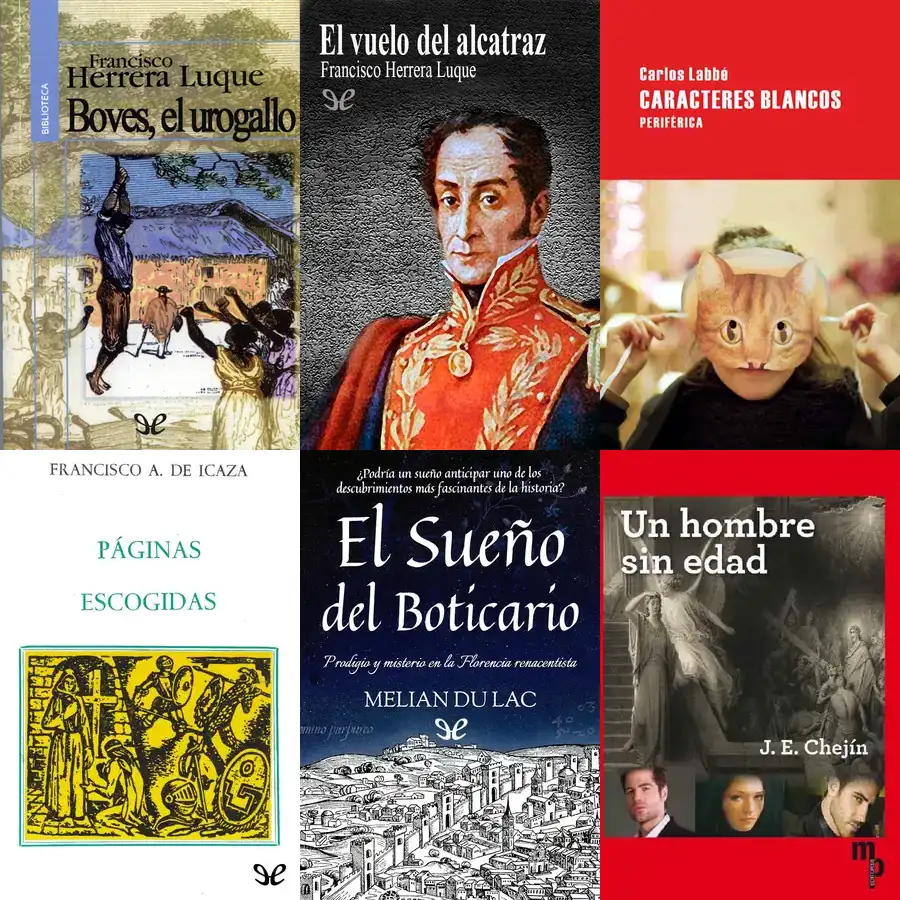 BIBLIOTECA
Francisco
Herrera Luque
Boves, el urogallo
El vuelo del alcatraz
Francisco Herrera Luque
Carlos Labbé
CARACTERES BLANCOS
PERIFÉRICA
FRANCISCO A. DE ICAZA
PÁGINAS
ESCOGIDAS
¿Podría un sueño anticipar uno de los
descubrimientos más fascinantes de la historia?
El Sueño
del Boticario
Prodigio y misterio en la Florencia renacentista
MELIAN DU LAC
Un hombre
sin edad
J. E. Chejín